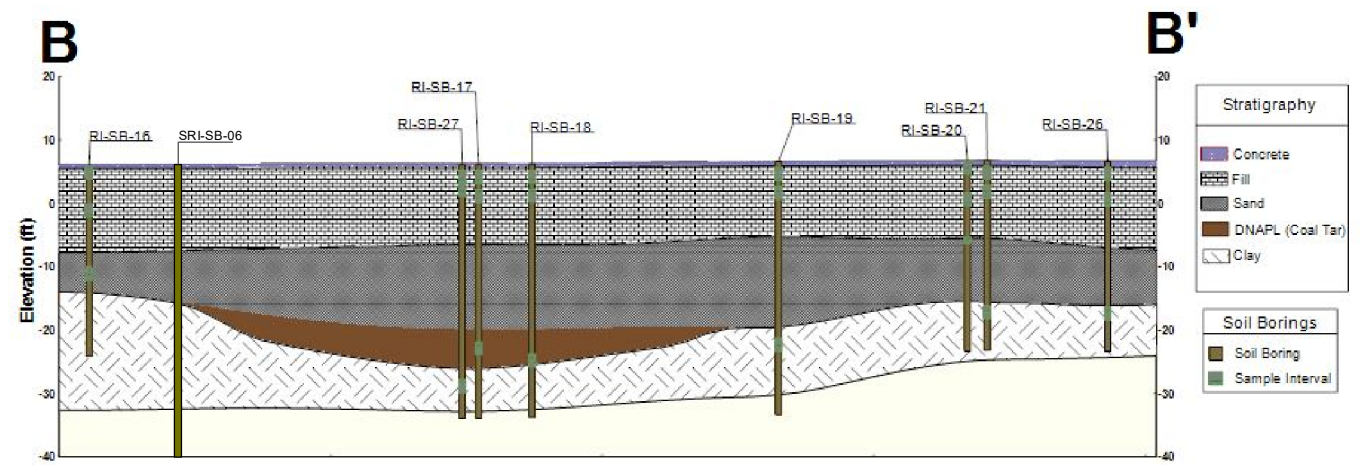 B
B'
20
10
0
-10
-20
-30
-40
Elevation (ft)
RI-SB-16
SRI-SB-06
RI-SB-17
RI-SB-27
RI-SB-18
RI-SB-19
RI-SB-21
RI-SB-20
RI-SB-26
20
10
0
-10
-20
-30
-40
Stratigraphy
Concrete
Fill
Sand
DNAPL (Coal Tar)
Clay
Soil Borings
Soil Boring
Sample Interval